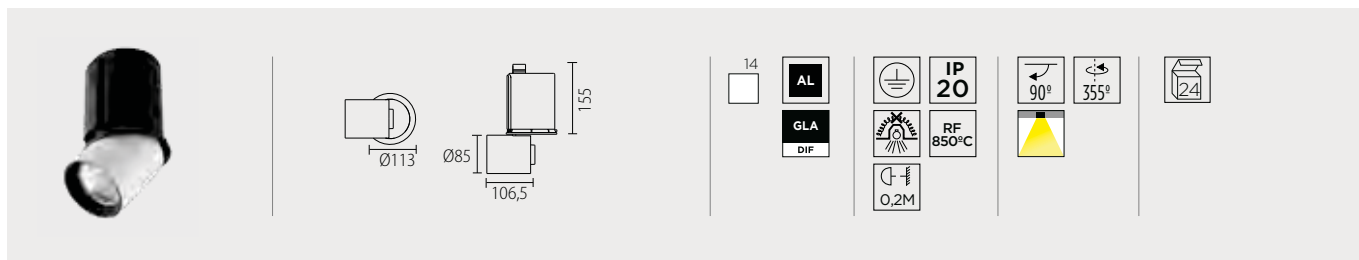 Ø113
155
Ø85
106,5
14
AL
GLA
DIF
IP
20
RF
850ºC
0,2M
90º
355º
24